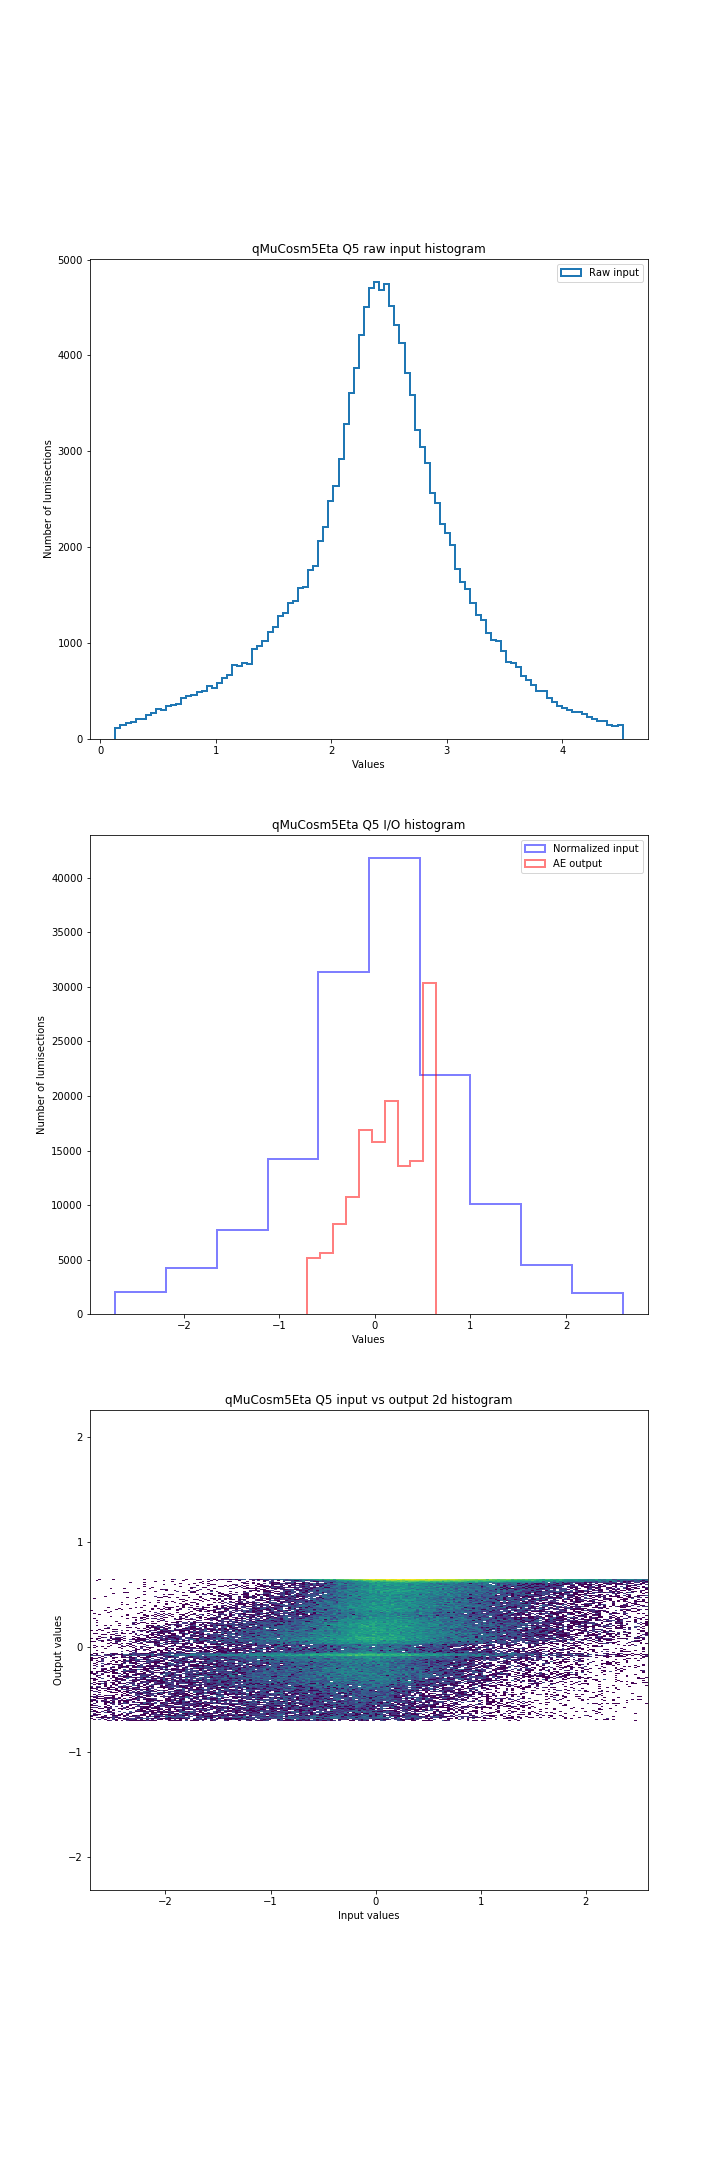 qMuCosm5Eta Q5 raw input histogram
Raw input
5000
4000
3000
2000
1000
0
Number of lumisections
0 1 2 3 4
Values
qMuCosm5Eta Q5 I/O histogram
Normalized input
AE output
40000
35000
30000
25000
20000
15000
10000
5000
0
Number of lumisections
−2 −1 0 1 2
Values
qMuCosm5Eta Q5 input vs output 2d histogram
2
1
0
−1
−2
Output values
−2 −1 0 1 2
Input values